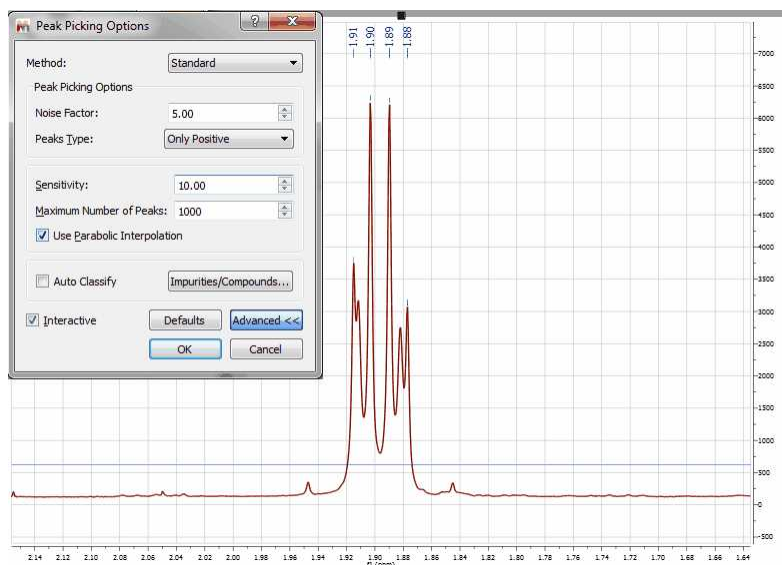 Peak Picking Options
Method: Standard
Peak Picking Options
Noise Factor: 5.00
Peaks Type: Only Positive
Sensitivity: 10.00
Maximum Number of Peaks: 1000
Use Parabolic Interpolation
Auto Classify Impurities/Compounds...
Interactive Defaults Advanced <<
OK Cancel
1.91
1.90
1.89
1.88
7000
6500
6000
5500
5000
4500
4000
3500
3000
2500
2000
1500
1000
500
0
-500
2.14 2.12 2.10 2.08 2.06 2.04 2.02 2.00 1.98 1.96 1.94 1.92 1.90 1.88 1.86 1.84 1.82 1.80 1.78 1.76 1.74 1.72 1.70 1.68 1.66 1.64